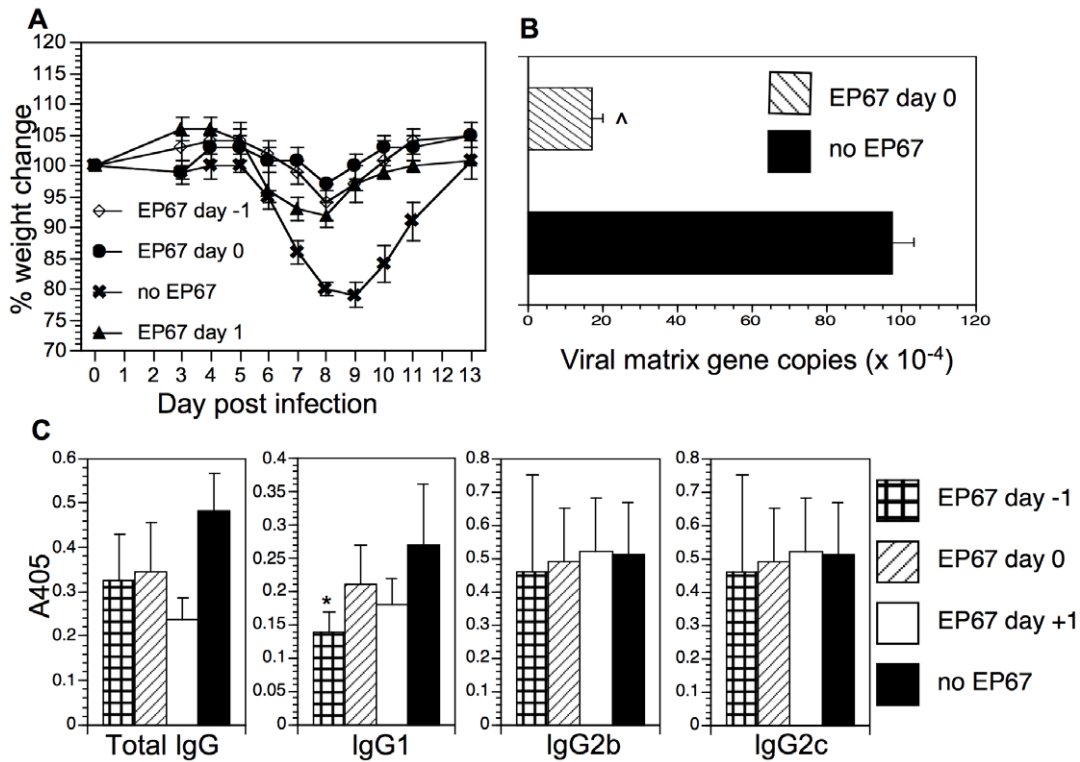 A
120
115
110
105
100
95
90
85
80
75
70
% weight change
EP67 day -1
EP67 day 0
no EP67
EP67 day 1
0 1 2 3 4 5 6 7 8 9 10 11 12 13
Day post infection
B
EP67 day 0
no EP67
^
0 20 40 60 80 100 120
Viral matrix gene copies (x 10-4)
C
A405
0.6
0.5
0.4
0.3
0.2
0.1
0
Total IgG
0.4
0.35
0.3
0.25
0.2
0.15
0.1
0.05
0
*
IgG1
0.8
0.7
0.6
0.5
0.4
0.3
0.2
0.1
0
IgG2b
0.8
0.7
0.6
0.5
0.4
0.3
0.2
0.1
0
IgG2c
EP67 day -1
EP67 day 0
EP67 day +1
no EP67